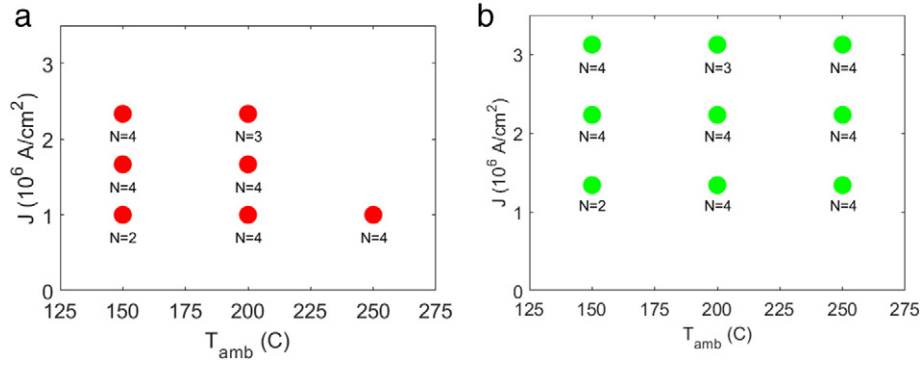 a
3
2
1
0
J (10^6 A/cm^2)
N=4
N=3
N=4
N=4
N=2
N=4
N=4
125 150 175 200 225 250 275
T_amb (C)
b
3
2
1
0
J (10^6 A/cm^2)
N=4
N=3
N=4
N=4
N=4
N=4
N=2
N=4
N=4
125 150 175 200 225 250 275
T_amb (C)